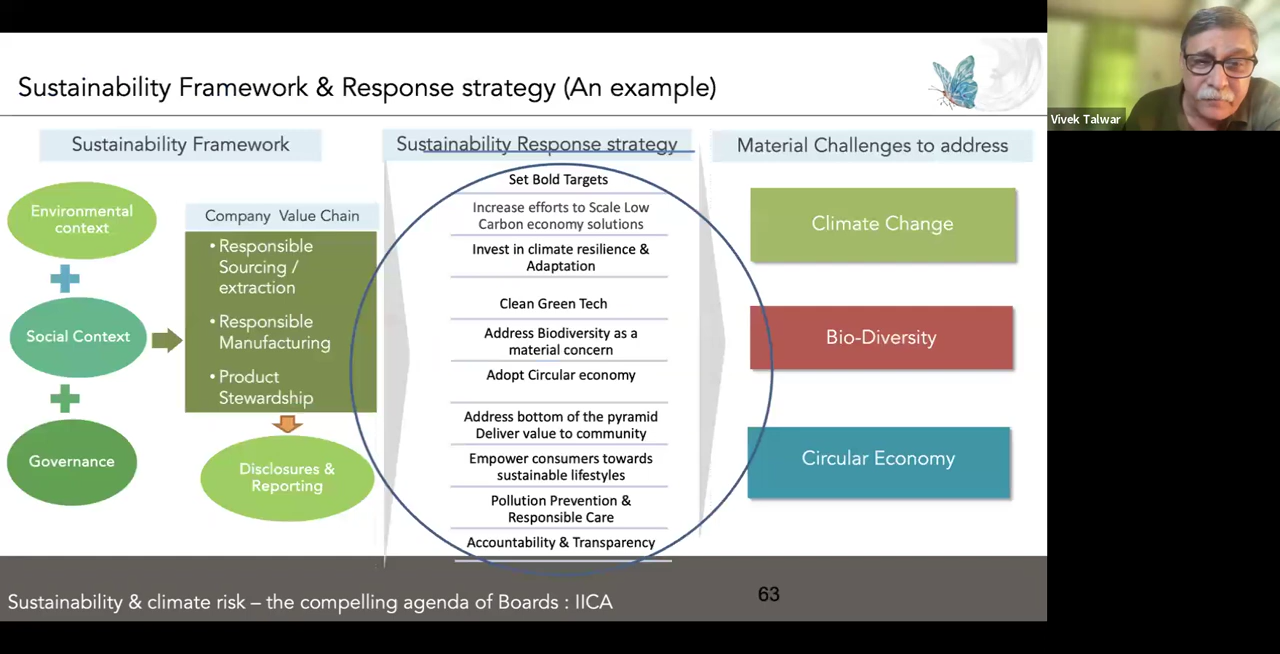 Sustainability Framework & Response strategy (An example)
Vivek Talwar
Sustainability Framework
Environmental
context
Social Context
Governance
Company Value Chain
• Responsible
Sourcing /
extraction
• Responsible
Manufacturing
• Product
Stewardship
Disclosures &
Reporting
Sustainability Response strategy
Set Bold Targets
Increase efforts to Scale Low
Carbon economy solutions
Invest in climate resilience &
Adaptation
Clean Green Tech
Address Biodiversity as a
material concern
Adopt Circular economy
Address bottom of the pyramid
Deliver value to community
Empower consumers towards
sustainable lifestyles
Pollution Prevention &
Responsible Care
Accountability & Transparency
Material Challenges to address
Climate Change
Bio-Diversity
Circular Economy
Sustainability & climate risk – the compelling agenda of Boards : IICA
63